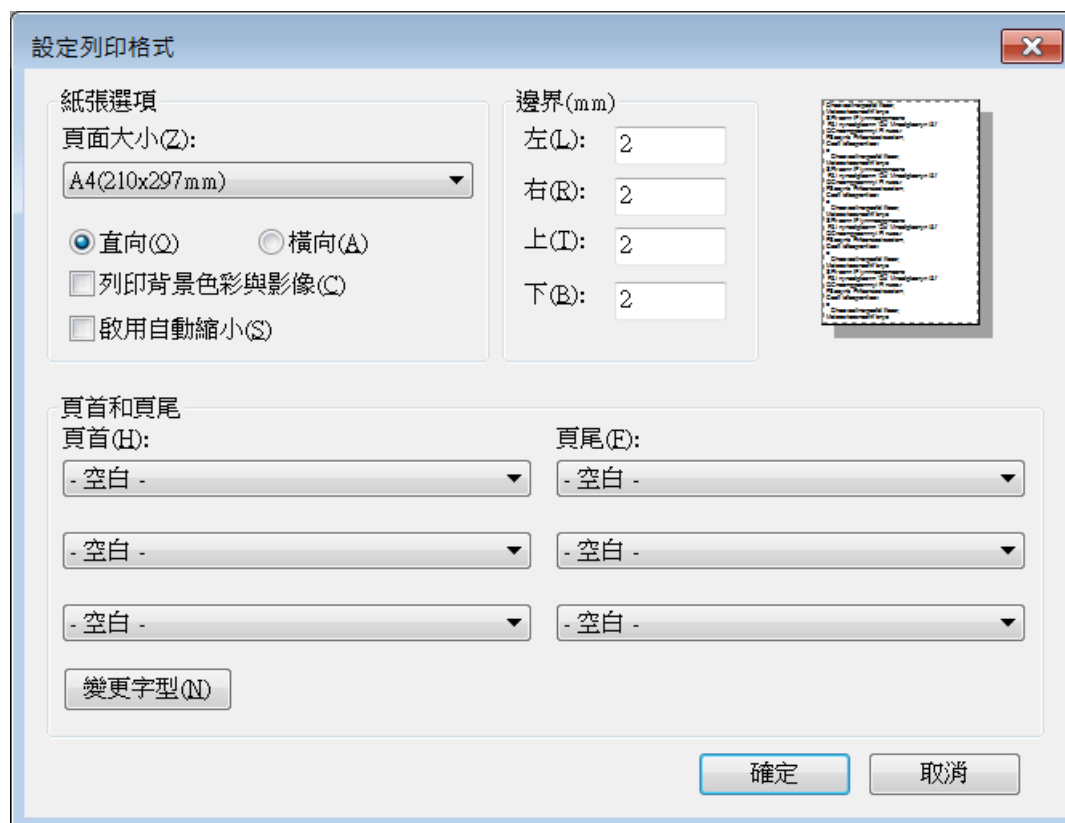 設定列印格式
紙張選項
頁面大小(Z):
A4(210x297mm)
直向(O)
橫向(A)
列印背景色彩與影像(C)
啟用自動縮小(S)
邊界(mm)
左(L): 2
右(R): 2
上(T): 2
下(B): 2
頁首和頁尾
頁首(H):
頁尾(F):
- 空白 -
- 空白 -
- 空白 -
- 空白 -
- 空白 -
- 空白 -
變更字型(N)
確定
取消